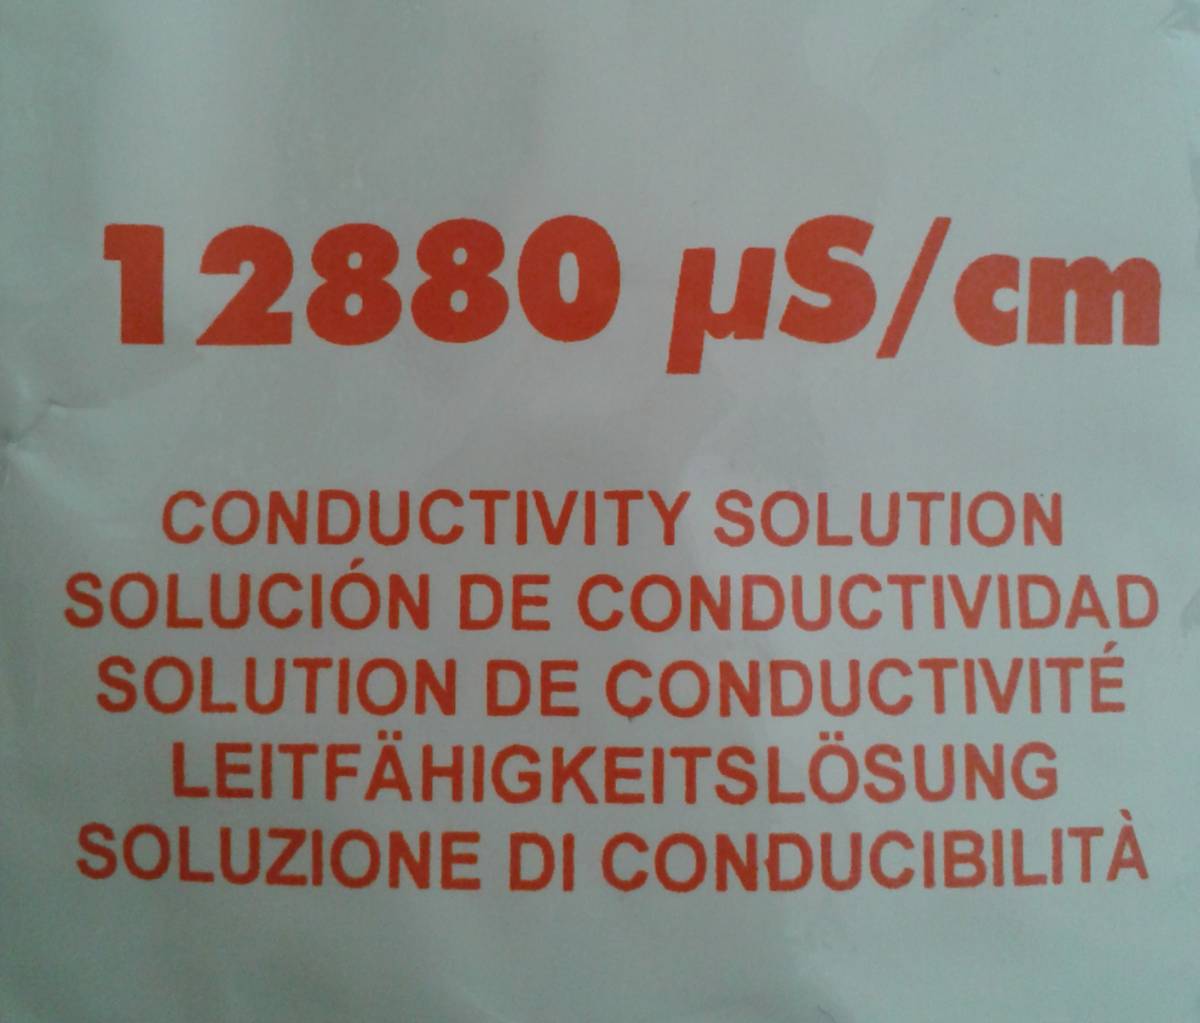 12880 µS/cm
CONDUCTIVITY SOLUTION
SOLUCIÓN DE CONDUCTIVIDAD
SOLUTION DE CONDUCTIVITÉ
LEITFÄHIGKEITSLÖSUNG
SOLUZIONE DI CONDUCIBILITÀ